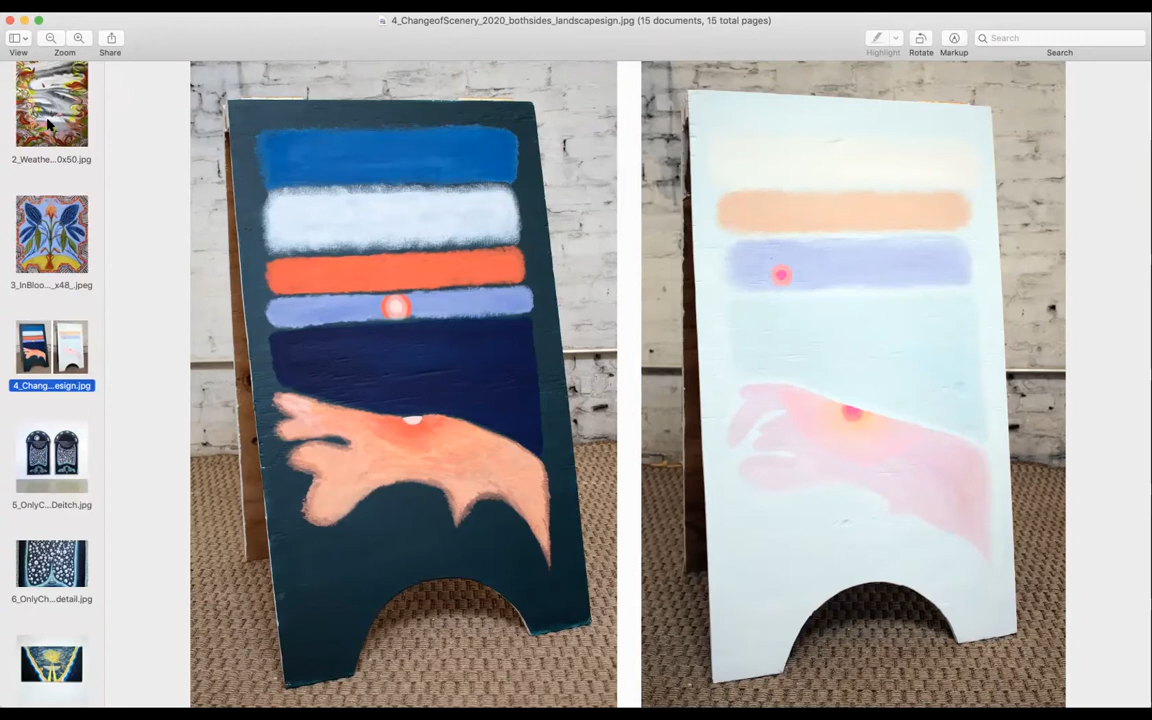 4_ChangeofScenery_2020_bothsides_landscapesign.jpg (15 documents, 15 total pages)
View
Zoom
Share
Highlight
Rotate
Markup
Search
Search
2_Weathe...0x50.jpg
3_InBloo..._x48_.jpeg
4_Chang...esign.jpg
5_OnlyC...Deitch.jpg
6_OnlyCh...detail.jpg